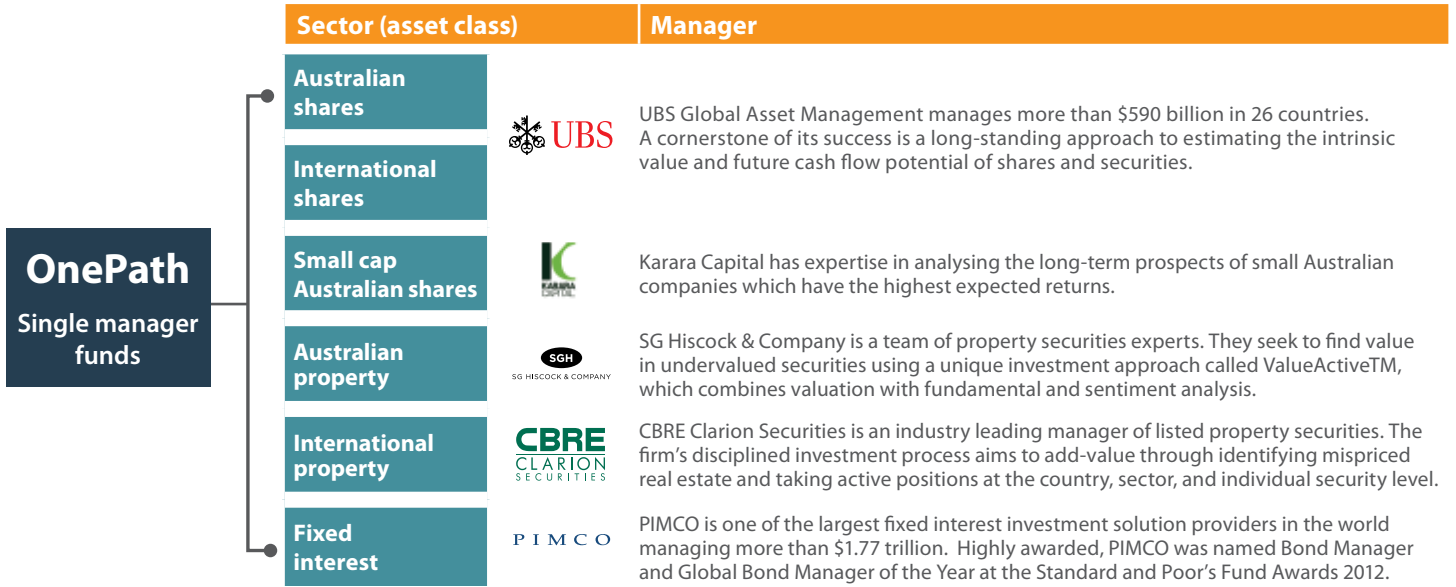 Sector (asset class)
Manager
OnePath
Single manager
funds
Australian
shares
International
shares
UBS
UBS Global Asset Management manages more than $590 billion in 26 countries.
A cornerstone of its success is a long-standing approach to estimating the intrinsic
value and future cash flow potential of shares and securities.
Small cap
Australian shares
KARARA
CAPITAL
Karara Capital has expertise in analysing the long-term prospects of small Australian
companies which have the highest expected returns.
Australian
property
SGH
SG HISCOCK & COMPANY
SG Hiscock & Company is a team of property securities experts. They seek to find value
in undervalued securities using a unique investment approach called ValueActiveTM,
which combines valuation with fundamental and sentiment analysis.
International
property
CBRE
CLARION
SECURITIES
CBRE Clarion Securities is an industry leading manager of listed property securities. The
firm's disciplined investment process aims to add-value through identifying mispriced
real estate and taking active positions at the country, sector, and individual security level.
Fixed
interest
PIMCO
PIMCO is one of the largest fixed interest investment solution providers in the world
managing more than $1.77 trillion. Highly awarded, PIMCO was named Bond Manager
and Global Bond Manager of the Year at the Standard and Poor's Fund Awards 2012.